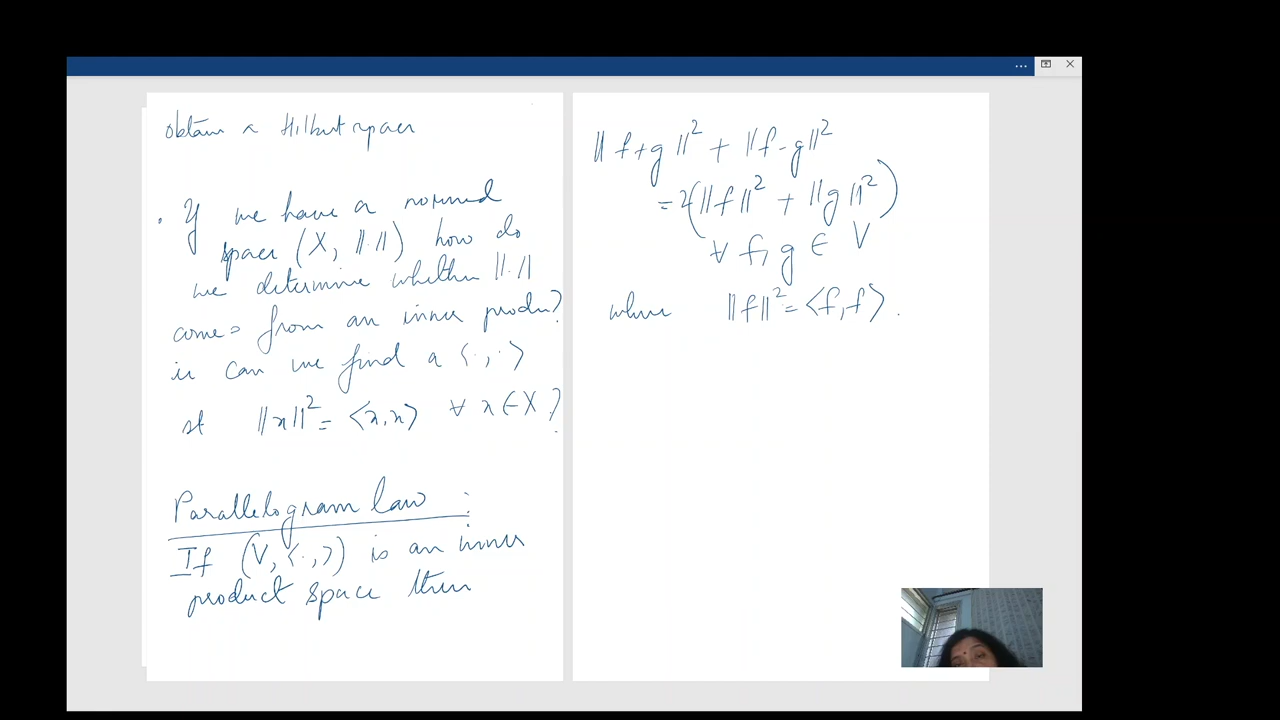 obtain a Hilbert space
. If we have a normed
space (X, ||.||) how do
we determine whether ||.||
comes from an inner produ?
ie can we find a <.,.>
st ||x||² = <x,x> ∀ x ∈ X ?
Parallelogram law :
If (V, <.,>) is an inner
product space then
||f+g||² + ||f-g||²
= 2(||f||² + ||g||²)
∀ f, g ∈ V
where ||f||² = <f,f>.